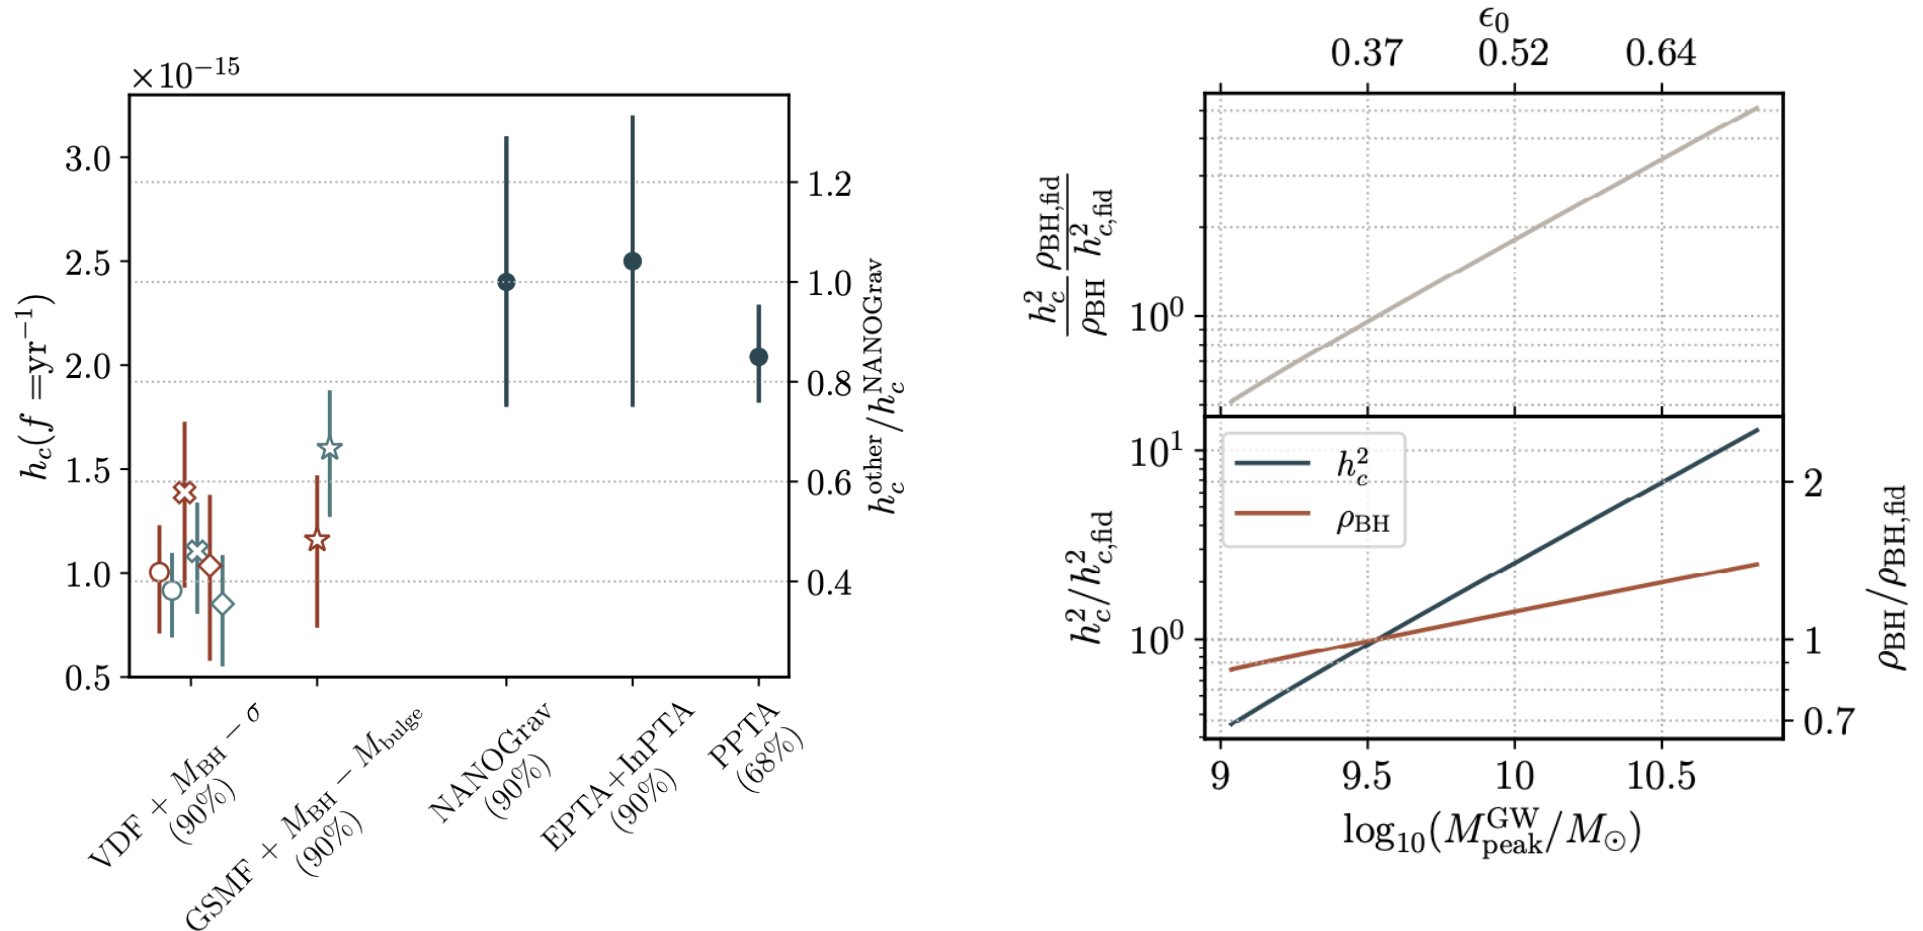 ×10⁻¹⁵
3.0
2.5
2.0
1.5
1.0
0.5
h_c(f =yr⁻¹)
1.2
1.0
0.8
0.6
0.4
h_c^other/h_c^NANOGrav
VDF + M_BH − σ
(90%)
GSMF + M_BH − M_bulge
(90%)
NANOGrav
(90%)
EPTA+InPTA
(90%)
PPTA
(68%)
ϵ₀
0.37 0.52 0.64
h_c² ρ_BH,fid
ρ_BH h_c,fid²
10⁰
10¹
10⁰
h_c²/h_c,fid²
h_c²
ρ_BH
2
1
0.7
ρ_BH/ρ_BH,fid
9 9.5 10 10.5
log₁₀(M_peak^GW/M_⊙)